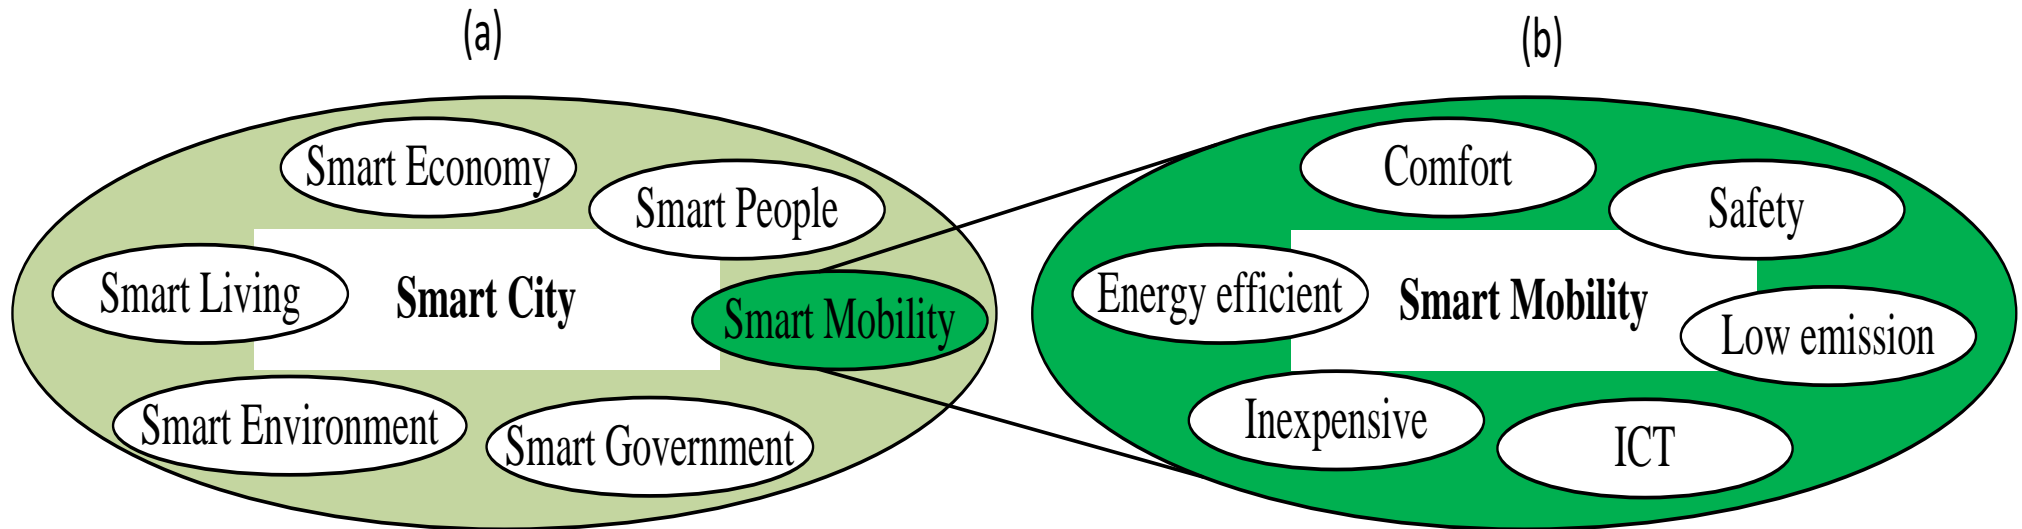 (a)
Smart Economy
Smart People
Smart Living
Smart City
Smart Mobility
Smart Environment
Smart Government
(b)
Comfort
Safety
Energy efficient
Smart Mobility
Low emission
Inexpensive
ICT